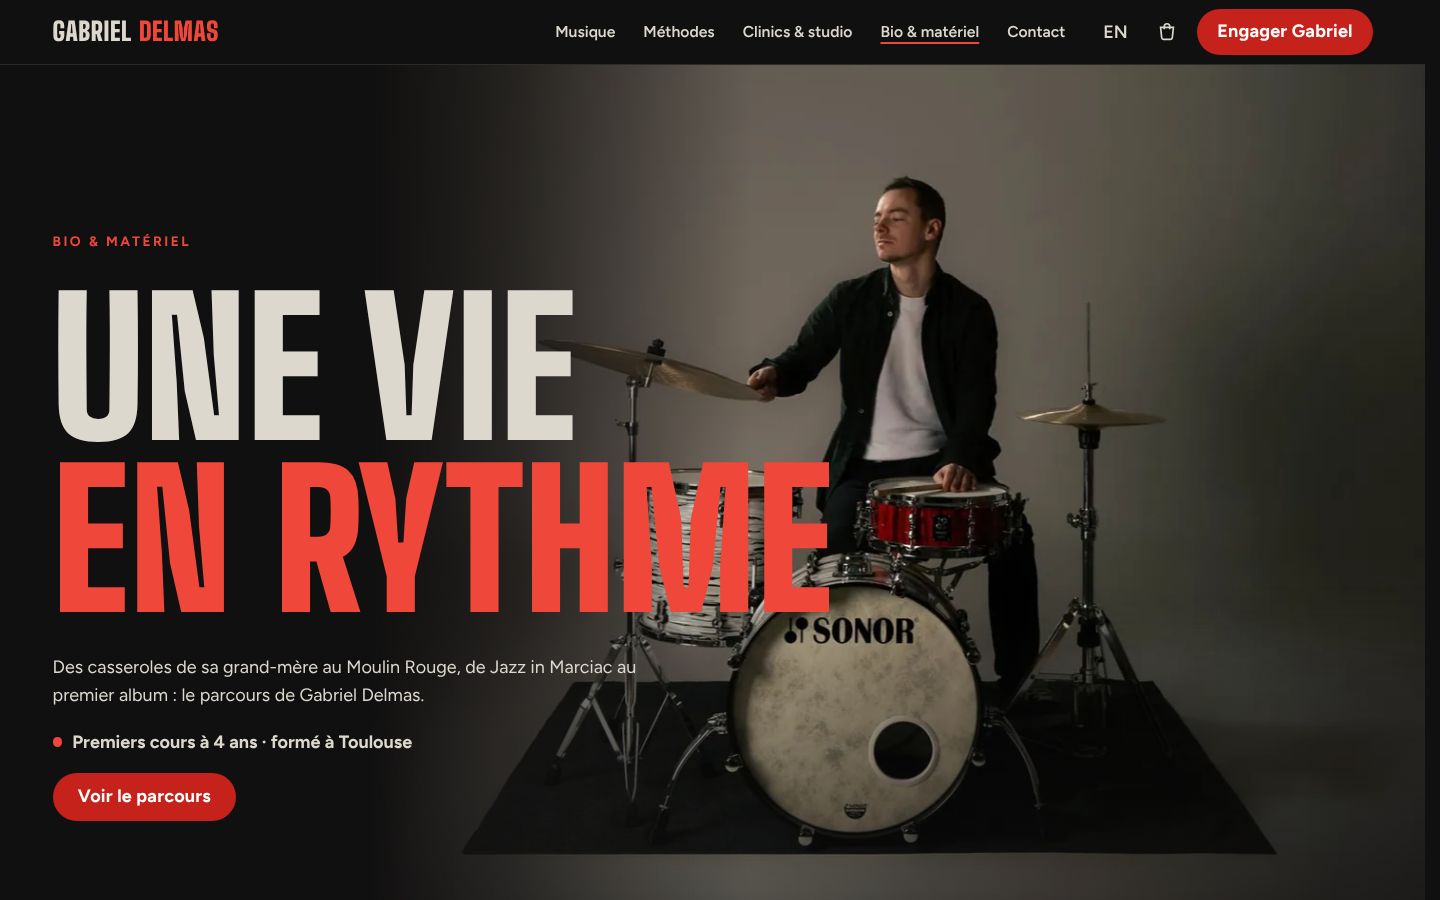 GABRIEL DELMAS
Musique
Méthodes
Clinics & studio
Bio & matériel
Contact
EN
Engager Gabriel
BIO & MATÉRIEL
UNE VIE
EN RYTHME
SONOR
Des casseroles de sa grand-mère au Moulin Rouge, de Jazz in Marciac au
premier album : le parcours de Gabriel Delmas.
Premiers cours à 4 ans · formé à Toulouse
Voir le parcours